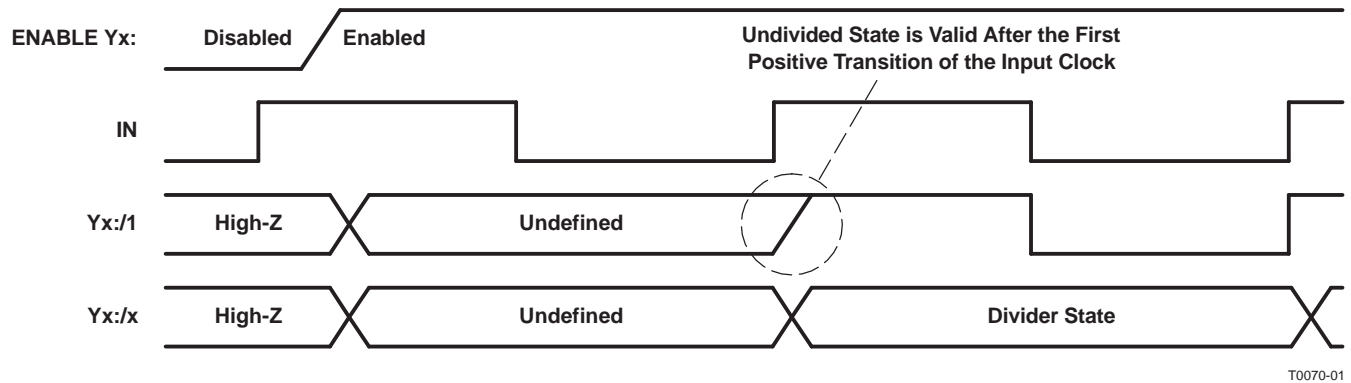 ENABLE Yx:
Disabled
Enabled
Undivided State is Valid After the First
Positive Transition of the Input Clock
IN
Yx:/1
High-Z
Undefined
Yx:/x
High-Z
Undefined
Divider State
T0070-01